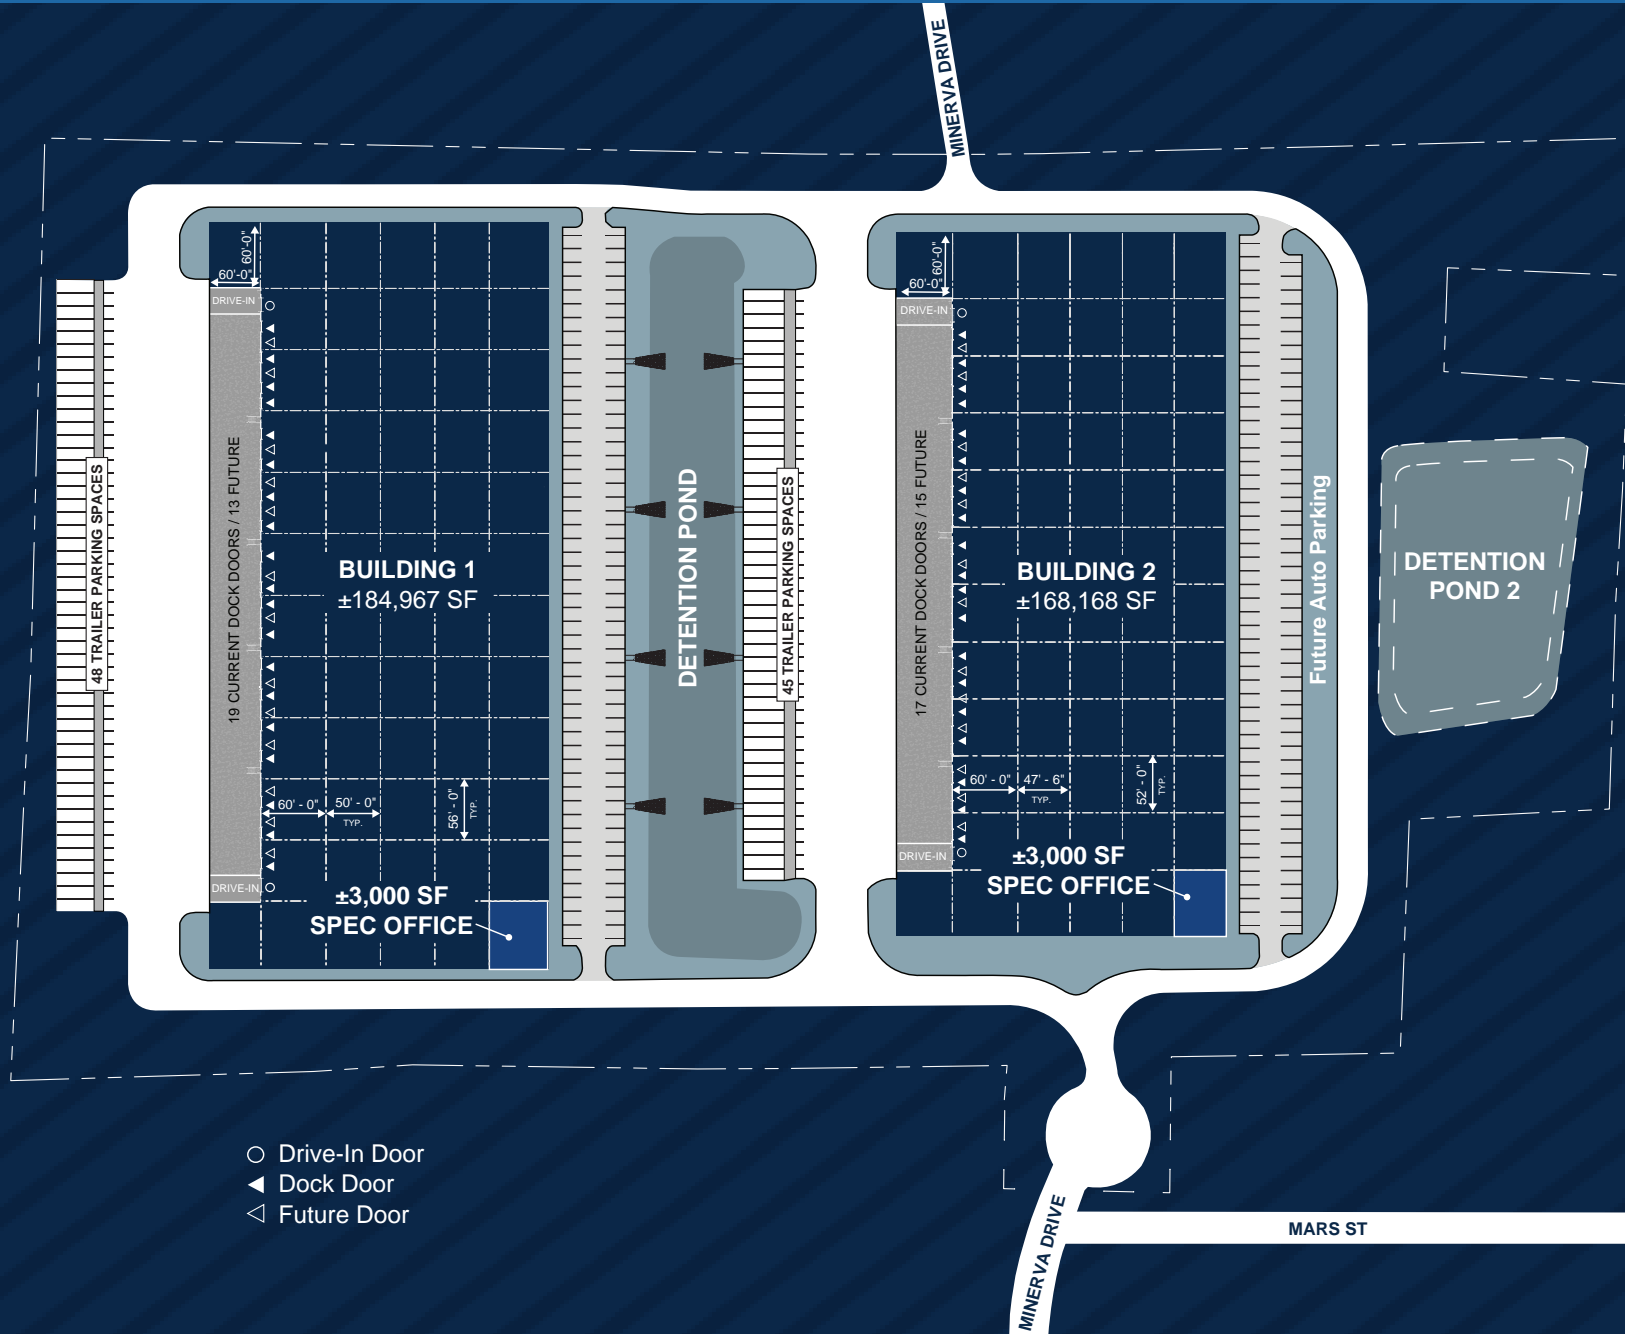 MINERVA DRIVE
60'-0"
60'-0"
DRIVE-IN
19 CURRENT DOCK DOORS / 13 FUTURE
DRIVE-IN
48 TRAILER PARKING SPACES
BUILDING 1
±184,967 SF
60' - 0"
50' - 0"
TYP.
56' - 0"
TYP.
±3,000 SF
SPEC OFFICE
DETENTION POND
45 TRAILER PARKING SPACES
60'-0"
60'-0"
DRIVE-IN
17 CURRENT DOCK DOORS / 15 FUTURE
DRIVE-IN
BUILDING 2
±168,168 SF
60' - 0"
47' - 6"
TYP.
52' - 0"
TYP.
±3,000 SF
SPEC OFFICE
Future Auto Parking
DETENTION
POND 2
Drive-In Door
Dock Door
Future Door
MINERVA DRIVE
MARS ST